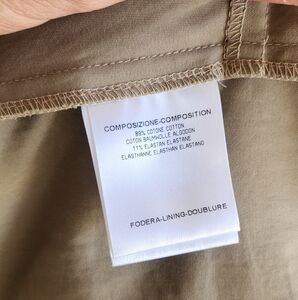 COMPOSIZIONE-COMPOSITION
89% COTONE COTTON
COTON BAUMWOLLE ALGODON
11% ELASTAN ELASTANE
ELASTHANNE ELASTHAN ELASTANO
FODERA-LINING-DOUBLURE